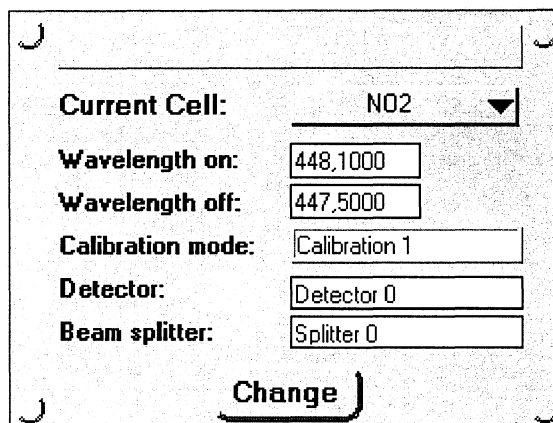 Current Cell: NO2
Wavelength on: 448,1000
Wavelength off: 447,5000
Calibration mode: Calibration 1
Detector: Detector 0
Beam splitter: Splitter 0
Change